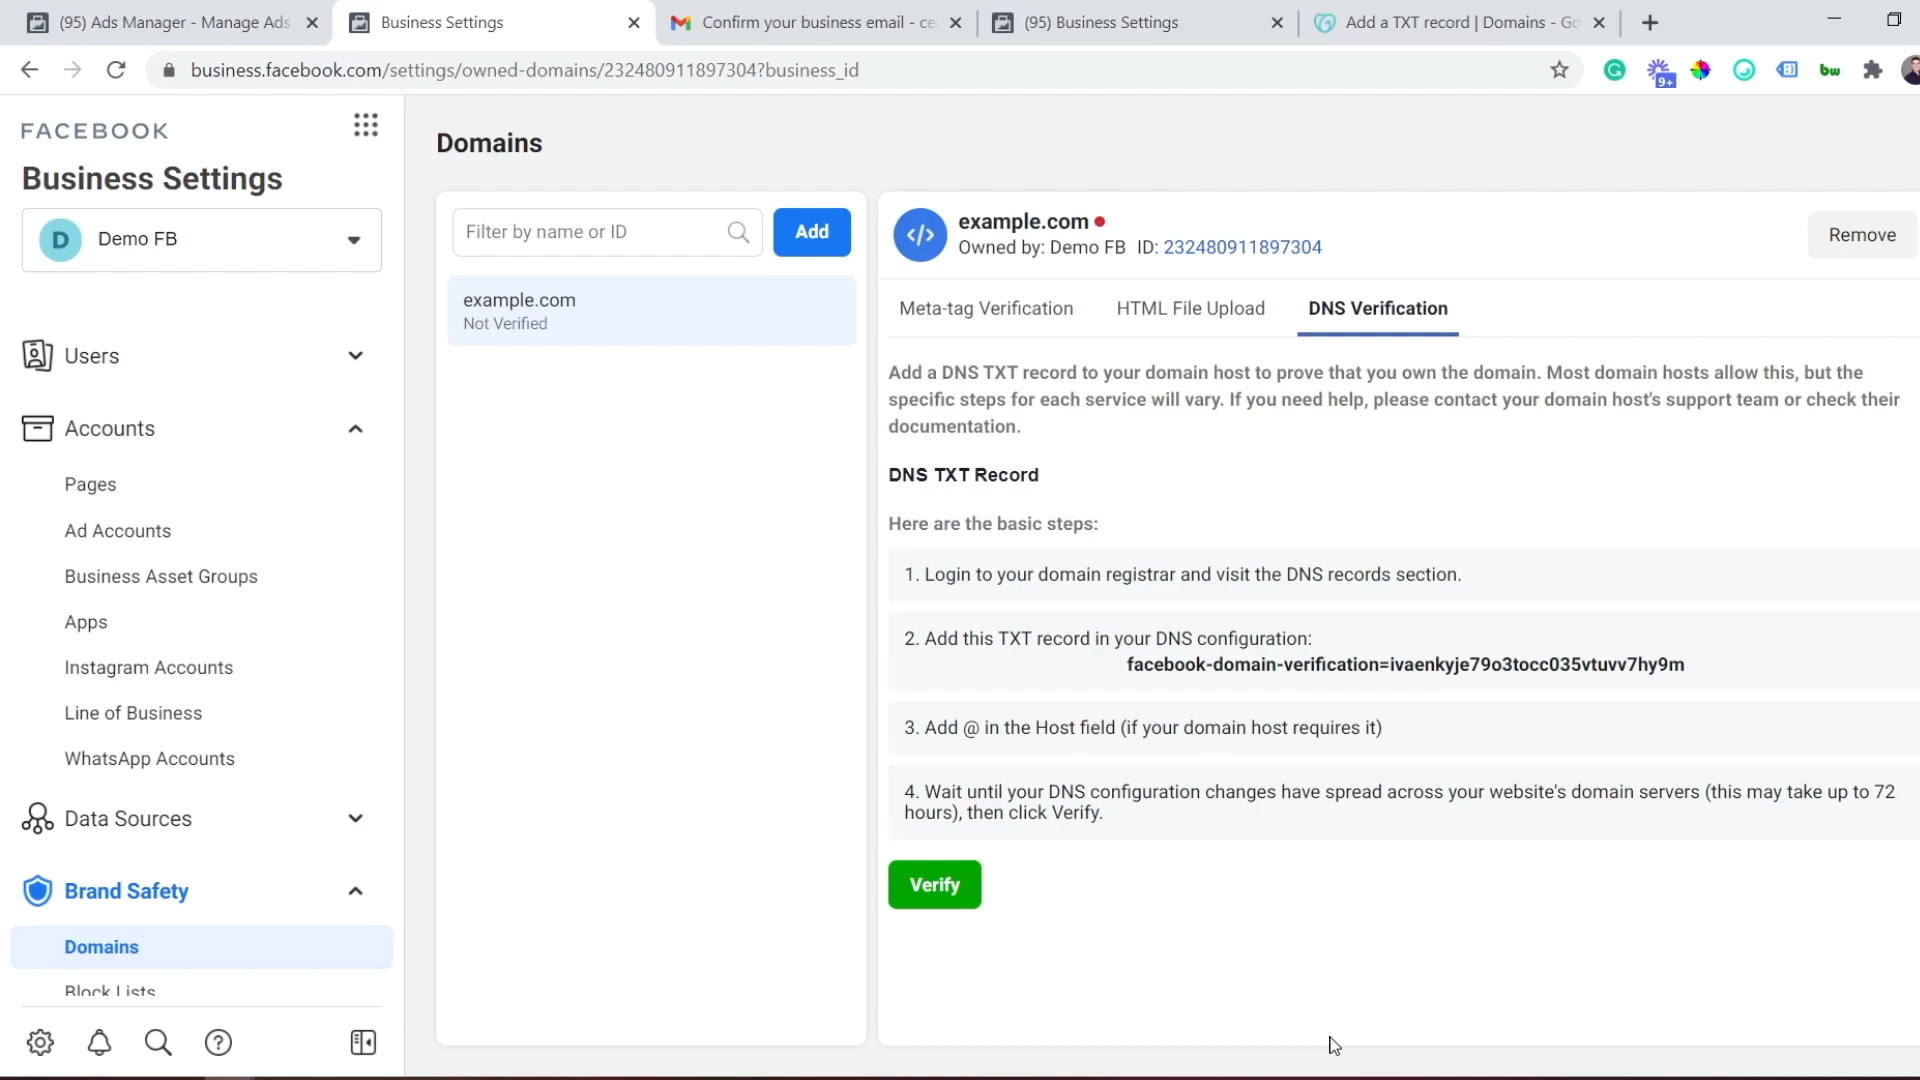 (95) Ads Manager - Manage Ads
Business Settings
Confirm your business email - ce
(95) Business Settings
Add a TXT record | Domains - Go
business.facebook.com/settings/owned-domains/232480911897304?business_id
9+
bw
FACEBOOK
Business Settings
D
Demo FB
Users
Accounts
Pages
Ad Accounts
Business Asset Groups
Apps
Instagram Accounts
Line of Business
WhatsApp Accounts
Data Sources
Brand Safety
Domains
Block Lists
Domains
Filter by name or ID
Add
example.com
Not Verified
example.com
Owned by: Demo FB ID: 232480911897304
Remove
Meta-tag Verification
HTML File Upload
DNS Verification
Add a DNS TXT record to your domain host to prove that you own the domain. Most domain hosts allow this, but the
specific steps for each service will vary. If you need help, please contact your domain host's support team or check their
documentation.
DNS TXT Record
Here are the basic steps:
1. Login to your domain registrar and visit the DNS records section.
2. Add this TXT record in your DNS configuration:
facebook-domain-verification=ivaenkyje79o3tocc035vtuvv7hy9m
3. Add @ in the Host field (if your domain host requires it)
4. Wait until your DNS configuration changes have spread across your website's domain servers (this may take up to 72
hours), then click Verify.
Verify